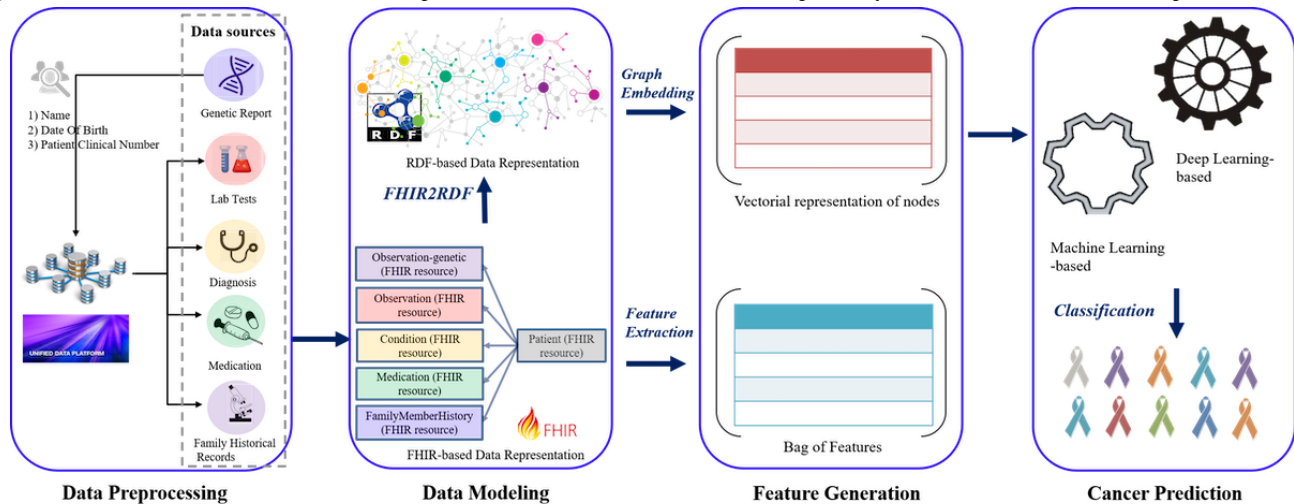 Data sources
1) Name
2) Date Of Birth
3) Patient Clinical Number
Genetic Report
Lab Tests
Diagnosis
UNIFIED DATA PLATFORM
Medication
Family Historical
Records
Data Preprocessing
RDF
RDF-based Data Representation
FHIR2RDF
Observation-genetic
(FHIR resource)
Observation (FHIR
resource)
Condition (FHIR
resource)
Medication (FHIR
resource)
FamilyMemberHistory
(FHIR resource)
Patient (FHIR
resource)
FHIR
FHIR-based Data Representation
Data Modeling
Graph
Embedding
Feature
Extraction
Vectorial representation of nodes
Bag of Features
Feature Generation
Deep Learning-
based
Machine Learning
-based
Classification
Cancer Prediction